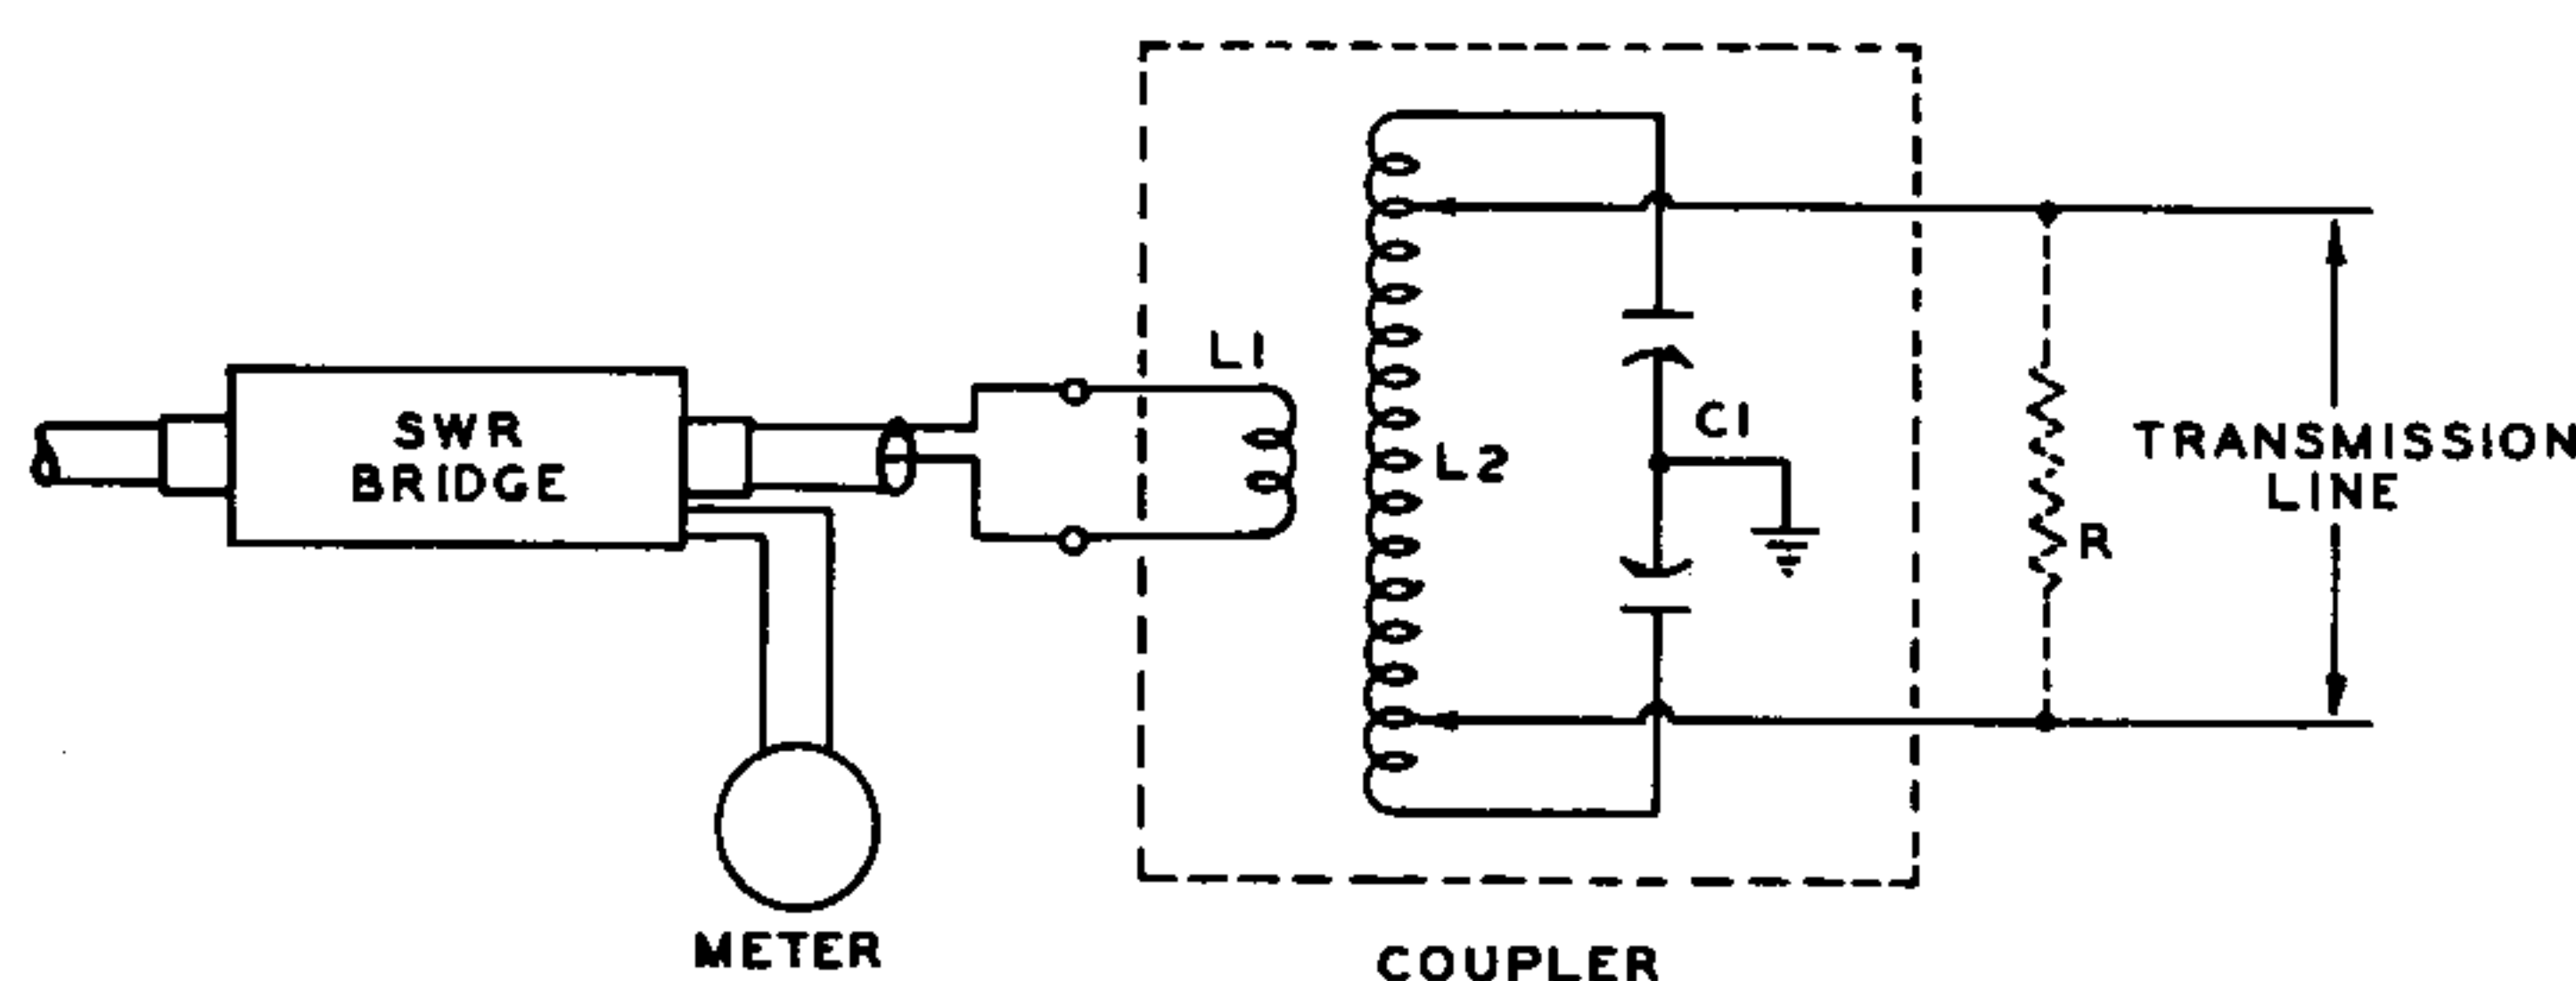 SWR
BRIDGE
METER
L1
L2
C1
COUPLER
R
TRANSMISSION
LINE